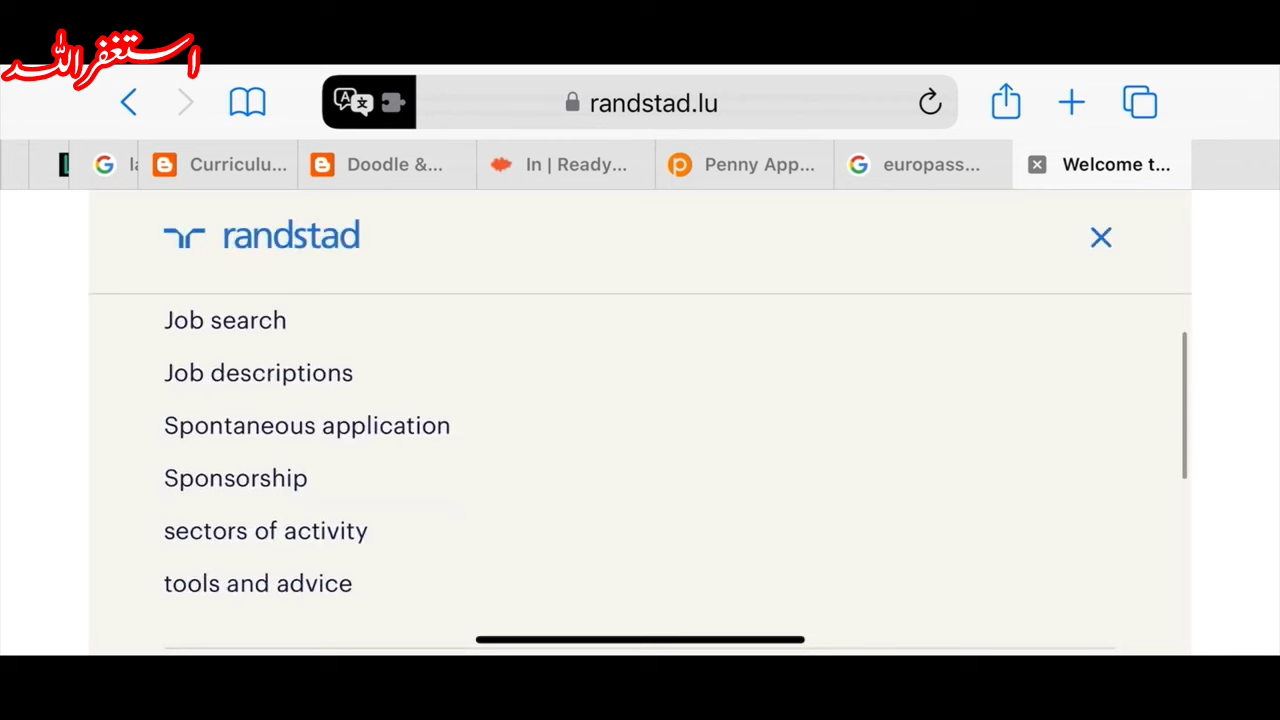 استغفرالله
randstad.lu
Curriculu...
Doodle &...
In | Ready...
Penny App...
europass...
Welcome t...
randstad
Job search
Job descriptions
Spontaneous application
Sponsorship
sectors of activity
tools and advice